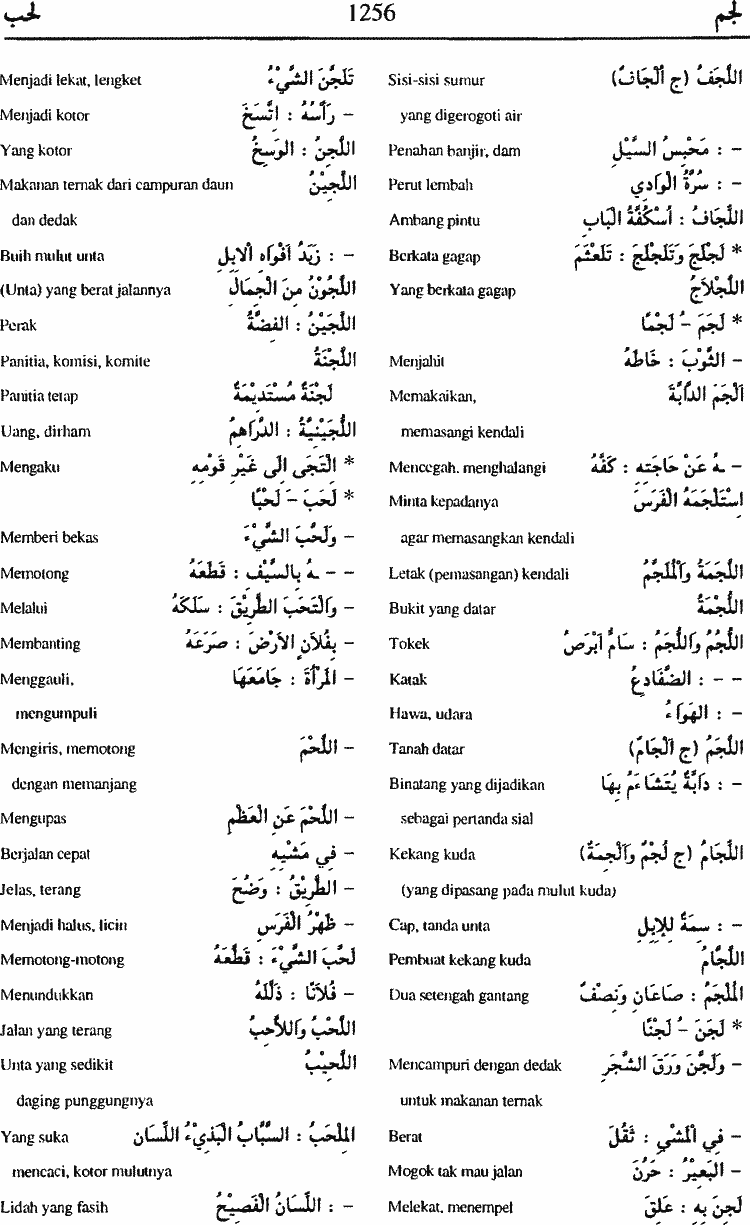 لجم 1256 لحب
اللَّجَفُ (ج أَلْجَافٌ) Sisi-sisi sumur
yang digerogoti air
– : مَحْبِسُ السَّيْلِ Penahan banjir, dam
– : سُرَّةُ الْوَادِي Perut lembah
اللِّجَافُ : أُسْكُفَّةُ الْبَابِ Ambang pintu
* لَجْلَجَ وَتَلَجْلَجَ : تَلَعْثَمَ Berkata gagap
اللَّجْلَاجُ Yang berkata gagap
* لَجَمَ – ُ لَجْمًا
– الثَّوْبَ : خَاطَهُ Menjahit
أَلْجَمَ الدَّابَّةَ Memakaikan,
memasangi kendali
– ـهُ عَنْ حَاجَتِهِ : كَفَّهُ Mencegah, menghalangi
اِسْتَلْجَمَهُ الْفَرَسَ Minta kepadanya
agar memasangkan kendali
اللَّجَمَةُ وَالْمُلَجَّمُ Letak (pemasangan) kendali
اللُّجْمَةُ Bukit yang datar
اللُّجَمُ وَاللُّجَمُ : سَامُّ أَبْرَصَ Tokek
– – : الضَّفَادِعُ Katak
– : الهَوَاءُ Hawa, udara
اللَّجَمُ (ج أَلْجَامٌ) Tanah datar
– : دَابَّةٌ يُتَشَاءَمُ بِهَا Binatang yang dijadikan
sebagai pertanda sial
اللِّجَامُ (ج لُجُمٌ وَأَلْجِمَةٌ) Kekang kuda
(yang dipasang pada mulut kuda)
– : سِمَةٌ لِلإِبِلِ Cap, tanda unta
اللَّجَّامُ Pembuat kekang kuda
الْمُلْجَمُ : صَاعَانِ وَنِصْفٌ Dua setengah gantang
* لَجَنَ – ُ لَجْنًا
– وَلَجَّنَ وَرَقَ الشَّجَرِ Mencampuri dengan dedak
untuk makanan ternak
– فِي الْمَشْيِ : ثَقُلَ Berat
– الْبَعِيْرُ : حَرَنَ Mogok tak mau jalan
لَجِنَ بِهِ : عَلِقَ Melekat, menempel
تَلَجَّنَ الشَّيْءُ Menjadi lekat, lengket
– رَأْسُهُ : اتَّسَخَ Menjadi kotor
اللَّجِنُ : الوَسِخُ Yang kotor
اللَّجِيْنُ Makanan ternak dari campuran daun
dan dedak
– : زَبَدُ أَفْوَاهِ الإِبِلِ Buih mulut unta
اللَّجُوْنُ مِنَ الْجِمَالِ (Unta) yang berat jalannya
اللُّجَيْنُ : الفِضَّةُ Perak
اللَّجْنَةُ Panitia, komisi, komite
لَجْنَةٌ مُسْتَدِيْمَةٌ Panitia tetap
اللُّجَيْنِيَّةُ : الدَّرَاهِمُ Uang, dirham
* الْتَجَى إِلَى غَيْرِ قَوْمِهِ Mengaku
* لَحَبَ – لَحْبًا
– وَلَحَّبَ الشَّيْءَ Memberi bekas
– – ـهُ بِالسَّيْفِ : قَطَعَهُ Memotong
– وَالْتَحَبَ الطَّرِيْقَ : سَلَكَهُ Melalui
– بِفُلَانٍ الأَرْضَ : صَرَعَهُ Membanting
– الْمَرْأَةَ : جَامَعَهَا Menggauli,
mengumpuli
– اللَّحْمَ Mengiris, memotong
dengan memanjang
– اللَّحْمَ عَنِ الْعَظْمِ Mengupas
– فِي مَشْيِهِ Berjalan cepat
– الطَّرِيْقُ : وَضُحَ Jelas, terang
– ظَهْرُ الْفَرَسِ Menjadi halus, licin
لَحَّبَ الشَّيْءَ : قَطَّعَهُ Memotong-motong
– فُلَانًا : ذَلَّلَهُ Menundukkan
اللَّحْبُ وَاللَّاحِبُ Jalan yang terang
اللَّحِيْبُ Unta yang sedikit
daging punggungnya
الْمِلْحَبُ : السَّبَّابُ الْبَذِيْءُ اللِّسَانِ Yang suka
mencaci, kotor mulutnya
– : اللِّسَانُ الْفَصِيْحُ Lidah yang fasih